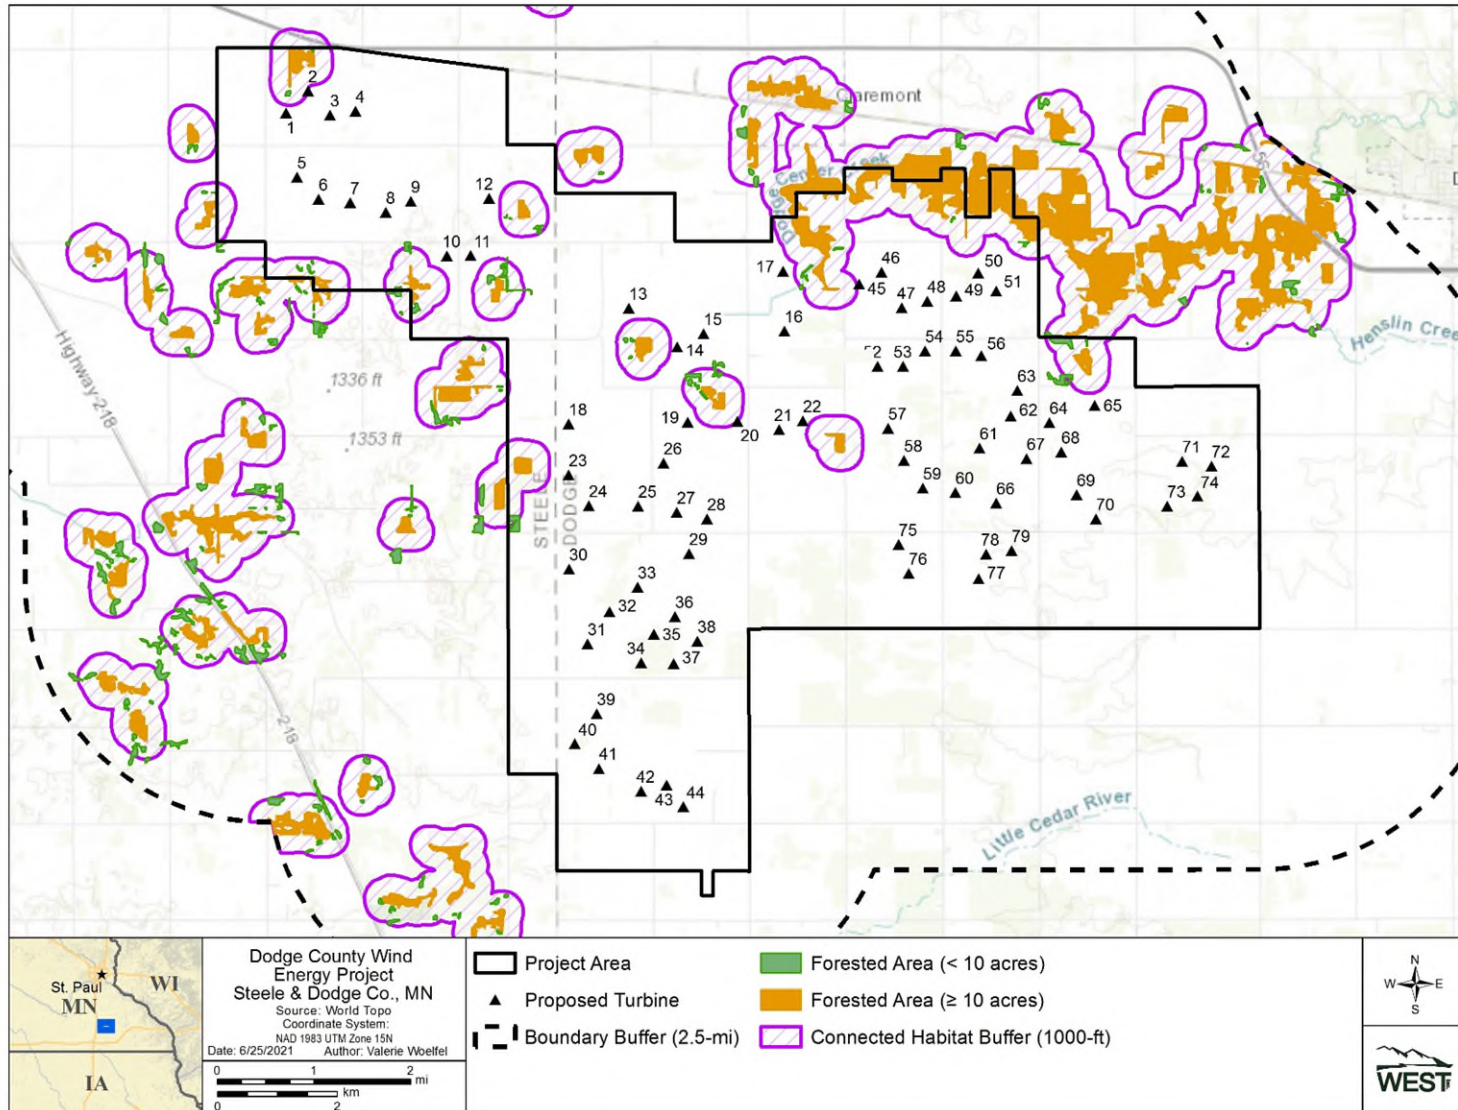 Claremont
Dodge Center Creek
56
D
2
3
4
1
5
6
7
8
9
12
10
11
17
46
50
45
47
48
49
51
13
15
16
14
54
55
56
52
53
Henslin Creek
Highway 218
1336 ft
1353 ft
63
62
64
65
18
19
20
21
22
57
61
67
68
26
58
71
72
23
59
60
69
74
24
25
27
28
66
70
73
STEELE
DODGE
29
75
78
79
30
76
77
33
32
36
31
35
38
34
37
39
218
40
41
42
43
44
Little Cedar River
St. Paul
MN
WI
IA
Dodge County Wind
Energy Project
Steele & Dodge Co., MN
Source: World Topo
Coordinate System:
NAD 1983 UTM Zone 15N
Date: 6/25/2021 Author: Valerie Woelfel
0 1 2
mi
km
0 2
Project Area
Proposed Turbine
Boundary Buffer (2.5-mi)
Forested Area (< 10 acres)
Forested Area (≥ 10 acres)
Connected Habitat Buffer (1000-ft)
N
W E
S
WEST